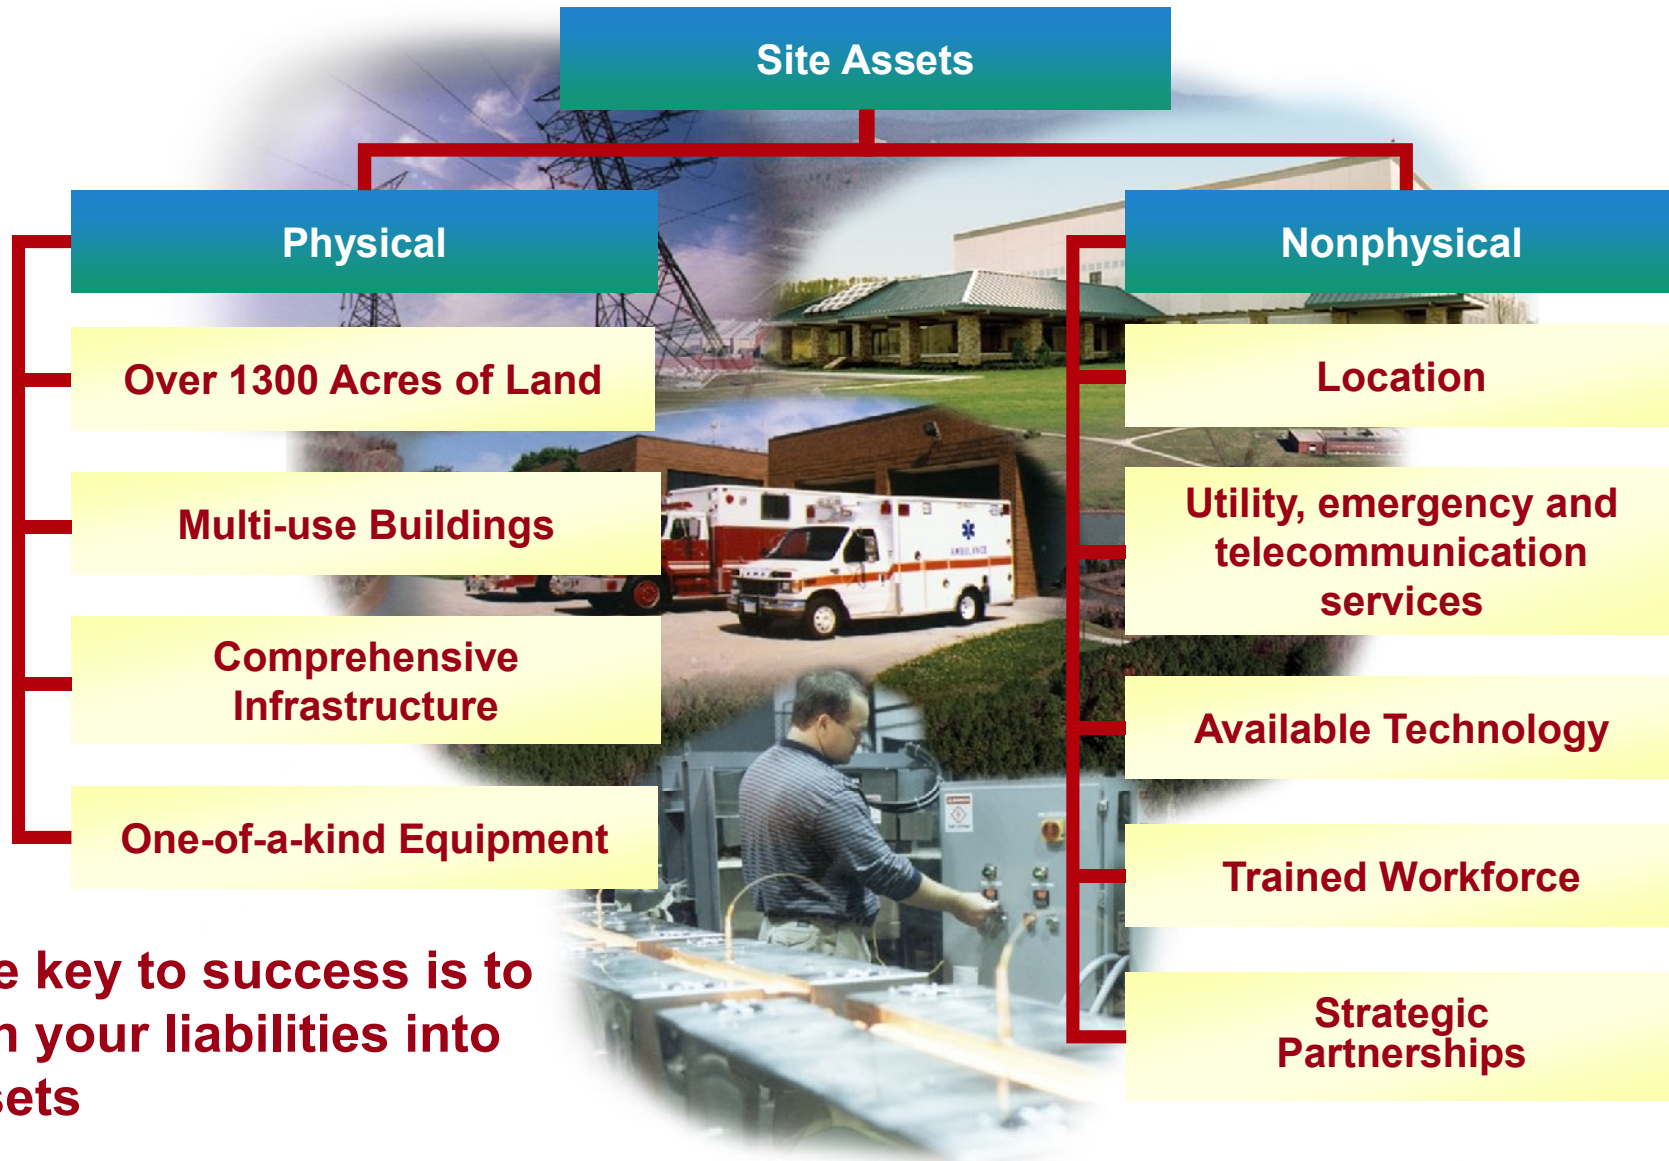 Site Assets
Physical
Over 1300 Acres of Land
Multi-use Buildings
Comprehensive
Infrastructure
One-of-a-kind Equipment
Nonphysical
Location
Utility, emergency and
telecommunication
services
Available Technology
Trained Workforce
Strategic
Partnerships
e key to success is to
n your liabilities into
sets
AMBULANCE